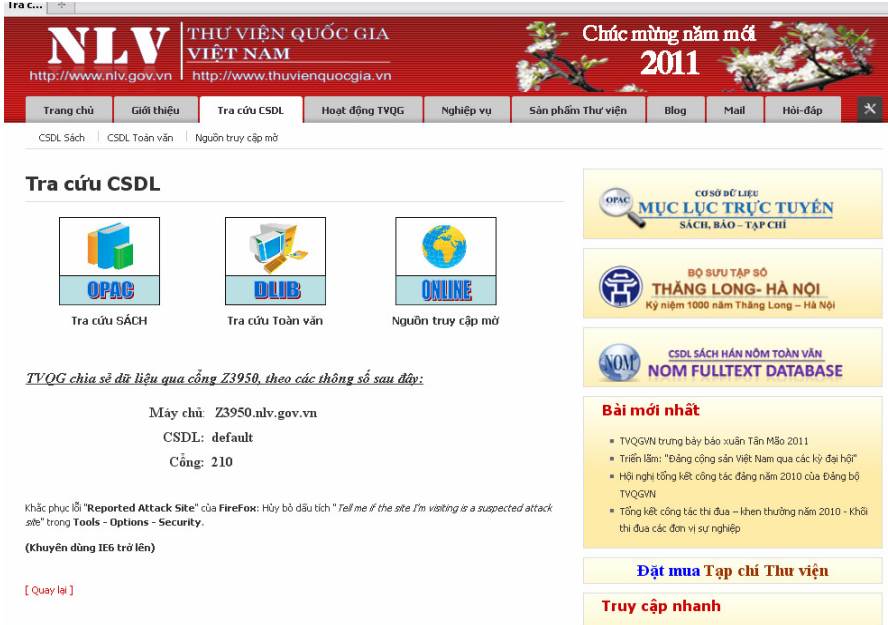 Tra c...
NLV
THƯ VIỆN QUỐC GIA
VIỆT NAM
http://www.nlv.gov.vn
http://www.thuvienquocgia.vn
Chúc mừng năm mới
2011
Trang chủ
Giới thiệu
Tra cứu CSDL
Hoạt động TVQG
Nghiệp vụ
Sản phẩm Thư viện
Blog
Mail
Hỏi-đáp
CSDL Sách
CSDL Toàn văn
Nguồn truy cập mở
Tra cứu CSDL
OPAC
DLIB
ONLINE
Tra cứu SÁCH
Tra cứu Toàn văn
Nguồn truy cập mở
TVQG chia sẻ dữ liệu qua cổng Z3950, theo các thông số sau đây:
Máy chủ: Z3950.nlv.gov.vn
CSDL: default
Cổng: 210
Khắc phục lỗi "Reported Attack Site" của FireFox: Hủy bỏ dấu tích "Tell me if the site I'm visiting is a suspected attack
site" trong Tools - Options - Security.
(Khuyên dùng IE6 trở lên)
[ Quay lại ]
OPAC
CƠ SỞ DỮ LIỆU
MỤC LỤC TRỰC TUYẾN
SÁCH, BÁO – TẠP CHÍ
BỘ SƯU TẬP SỐ
THĂNG LONG- HÀ NỘI
Kỷ niệm 1000 năm Thăng Long – Hà Nội
NOM
CSDL SÁCH HÁN NÔM TOÀN VĂN
NOM FULLTEXT DATABASE
Bài mới nhất
TVQGVN trưng bày báo xuân Tân Mão 2011
Triển lãm: "Đảng cộng sản Việt Nam qua các kỳ đại hội"
Hội nghị tổng kết công tác đảng năm 2010 của Đảng bộ
TVQGVN
Tổng kết công tác thi đua – khen thưởng năm 2010 - Khối
thi đua các đơn vị sự nghiệp
Đặt mua Tạp chí Thư viện
Truy cập nhanh